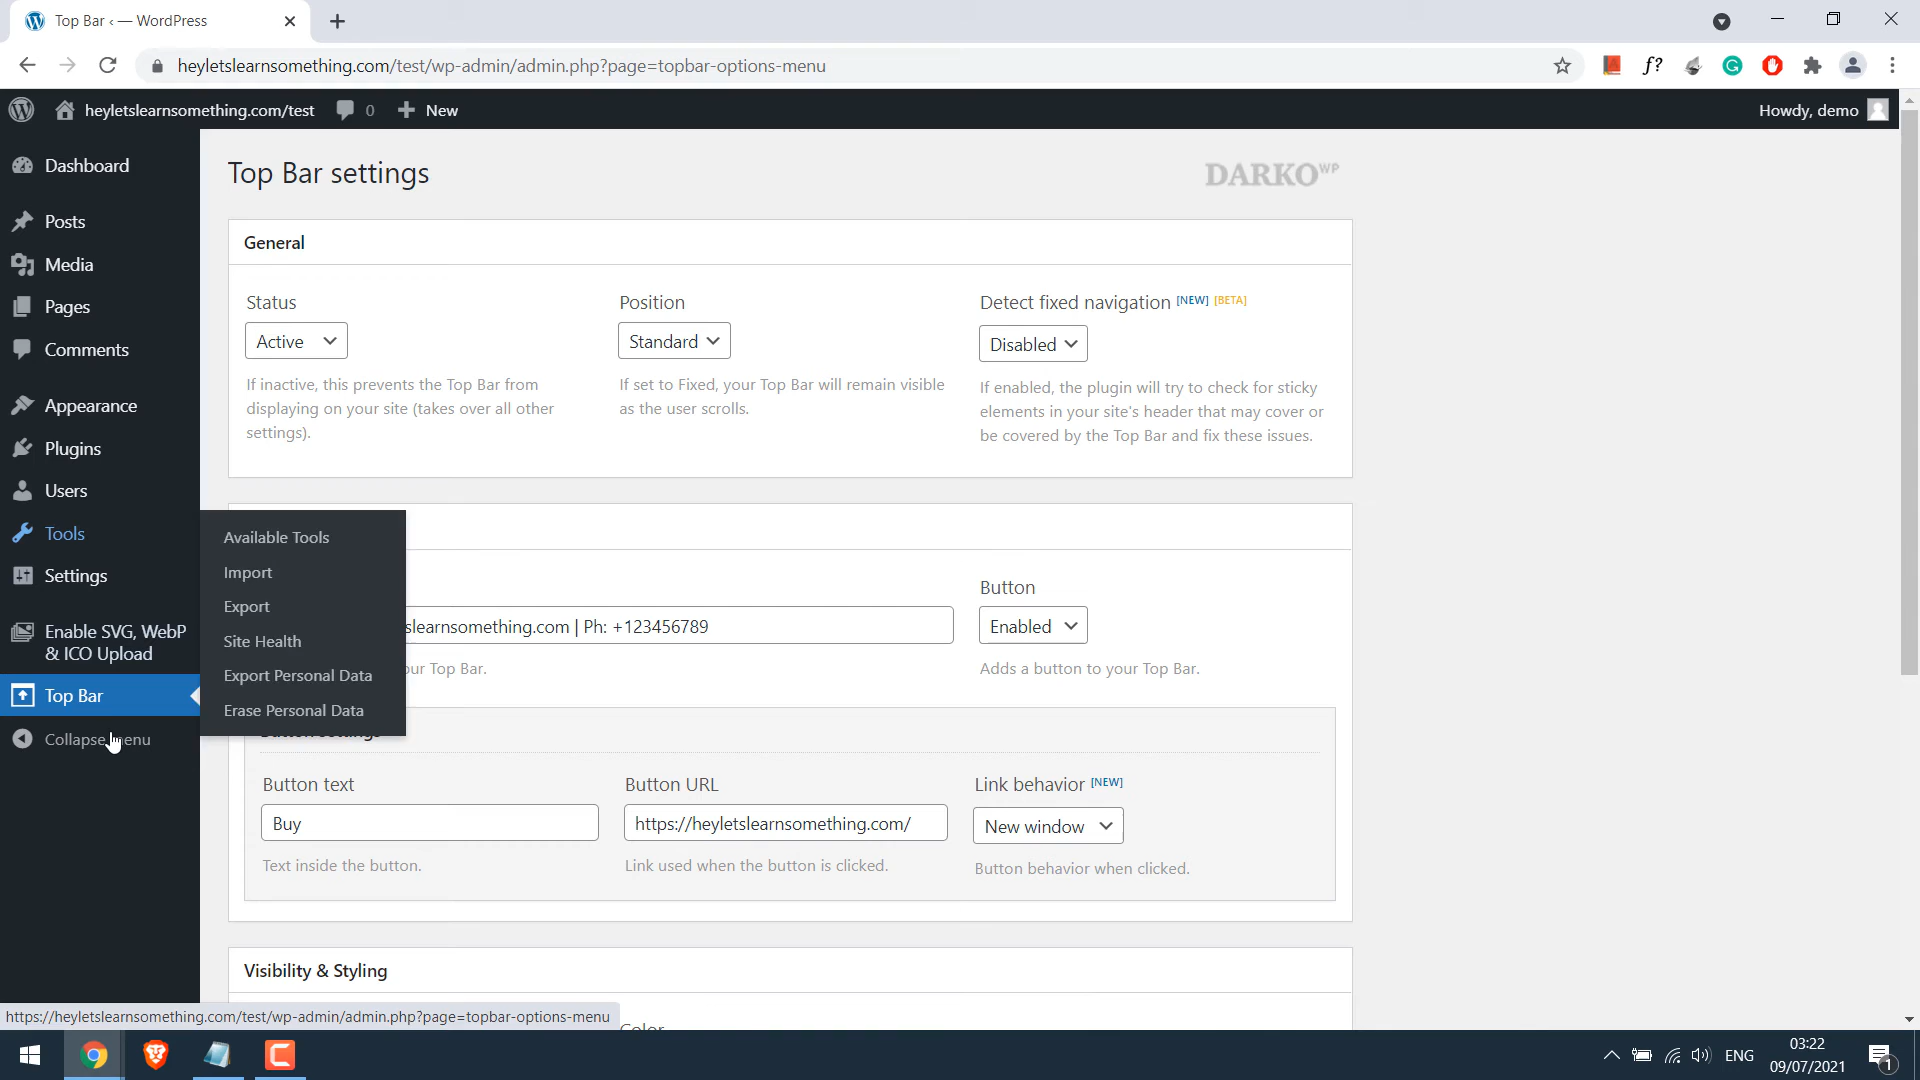 Top Bar ‹ — WordPress
heyletslearnsomething.com/test/wp-admin/admin.php?page=topbar-options-menu
f?
heyletslearnsomething.com/test
0
New
Howdy, demo
Dashboard
Posts
Media
Pages
Comments
Appearance
Plugins
Users
Tools
Settings
Enable SVG, WebP
& ICO Upload
Top Bar
Collapse menu
Available Tools
Import
Export
Site Health
Export Personal Data
Erase Personal Data
Top Bar settings
DARKO WP
General
Status
Active
If inactive, this prevents the Top Bar from
displaying on your site (takes over all other
settings).
Position
Standard
If set to Fixed, your Top Bar will remain visible
as the user scrolls.
Detect fixed navigation [NEW] [BETA]
Disabled
If enabled, the plugin will try to check for sticky
elements in your site's header that may cover or
be covered by the Top Bar and fix these issues.
slearnsomething.com | Ph: +123456789
ur Top Bar.
Button
Enabled
Adds a button to your Top Bar.
Button text
Buy
Text inside the button.
Button URL
https://heyletslearnsomething.com/
Link used when the button is clicked.
Link behavior [NEW]
New window
Button behavior when clicked.
Visibility & Styling
Color
https://heyletslearnsomething.com/test/wp-admin/admin.php?page=topbar-options-menu
ENG
03:22
09/07/2021
1